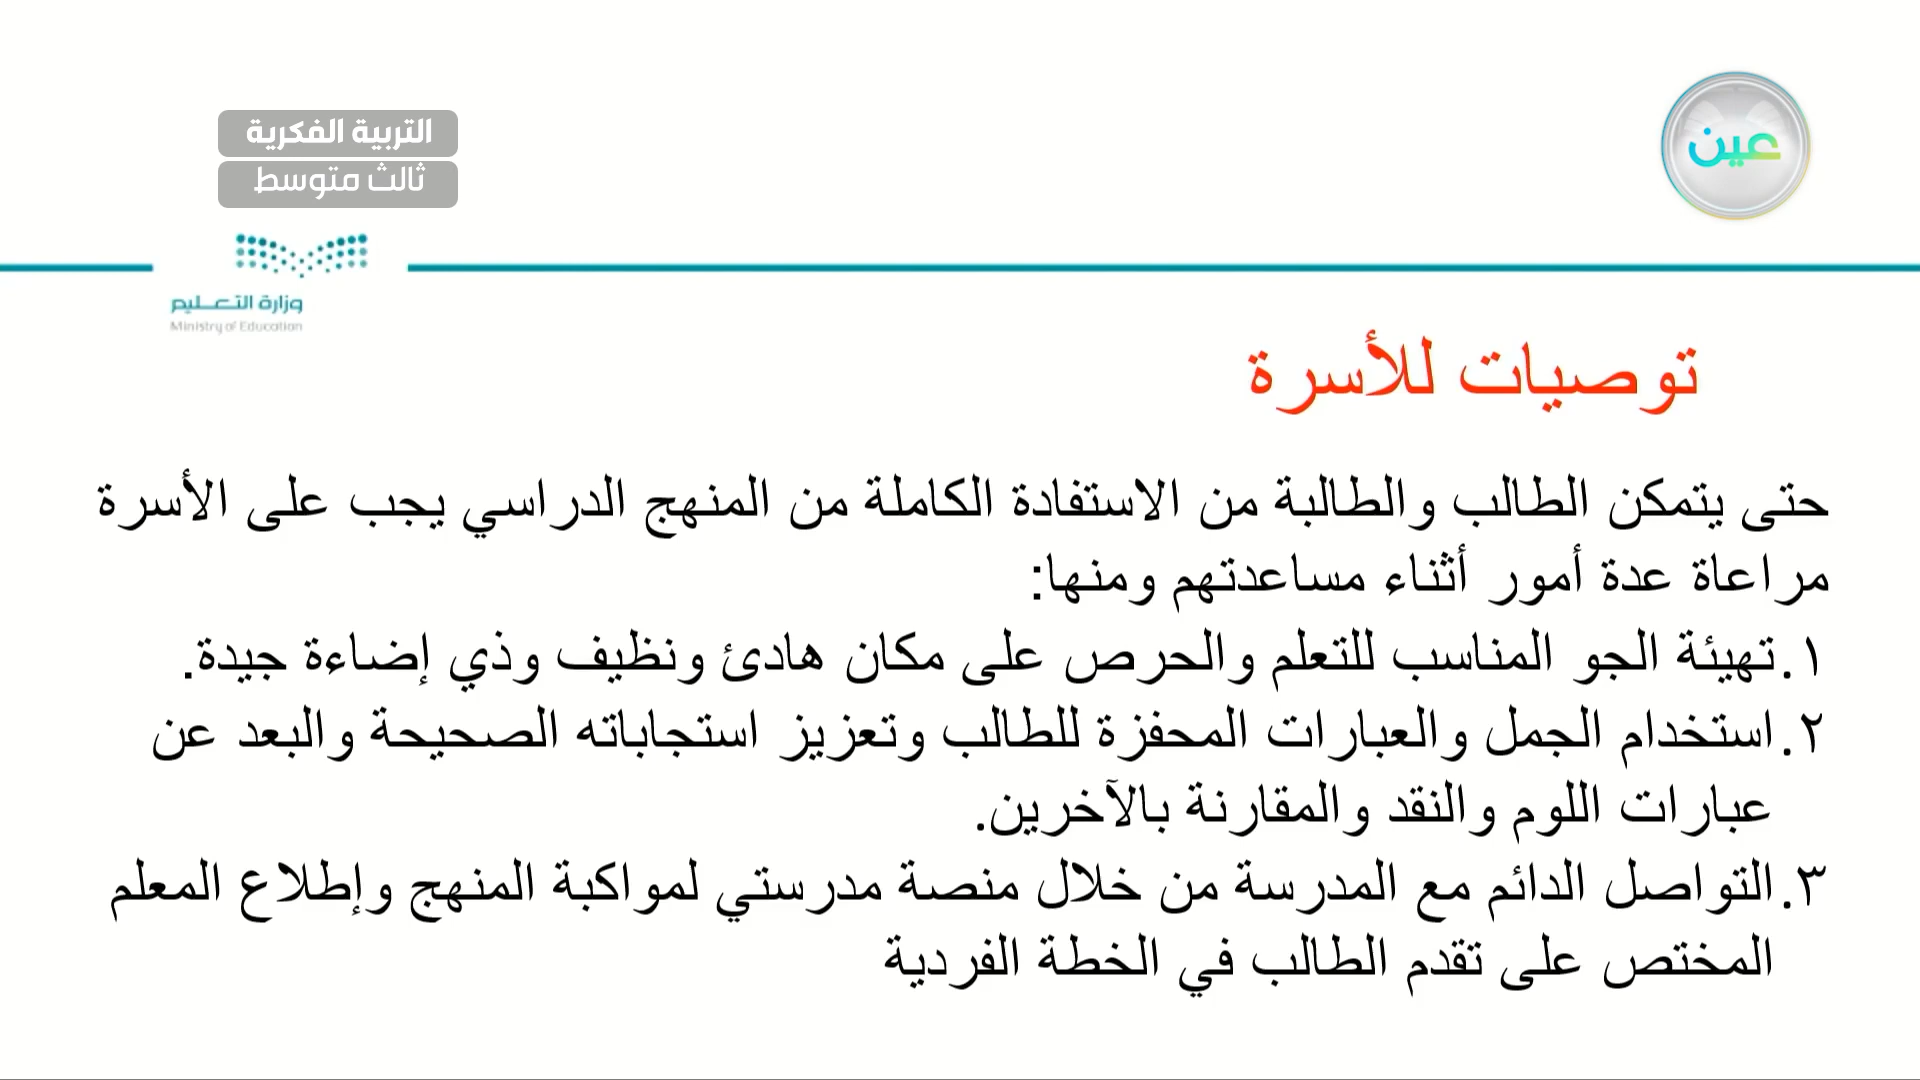 عين
التربية الفكرية
ثالث متوسط
وزارة التعليم
Ministry of Education
توصيات للأسرة
حتى يتمكن الطالب والطالبة من الاستفادة الكاملة من المنهج الدراسي يجب على الأسرة
مراعاة عدة أمور أثناء مساعدتهم ومنها:
١. تهيئة الجو المناسب للتعلم والحرص على مكان هادئ ونظيف وذي إضاءة جيدة.
٢. استخدام الجمل والعبارات المحفزة للطالب وتعزيز استجاباته الصحيحة والبعد عن
عبارات اللوم والنقد والمقارنة بالآخرين.
٣. التواصل الدائم مع المدرسة من خلال منصة مدرستي لمواكبة المنهج وإطلاع المعلم
المختص على تقدم الطالب في الخطة الفردية